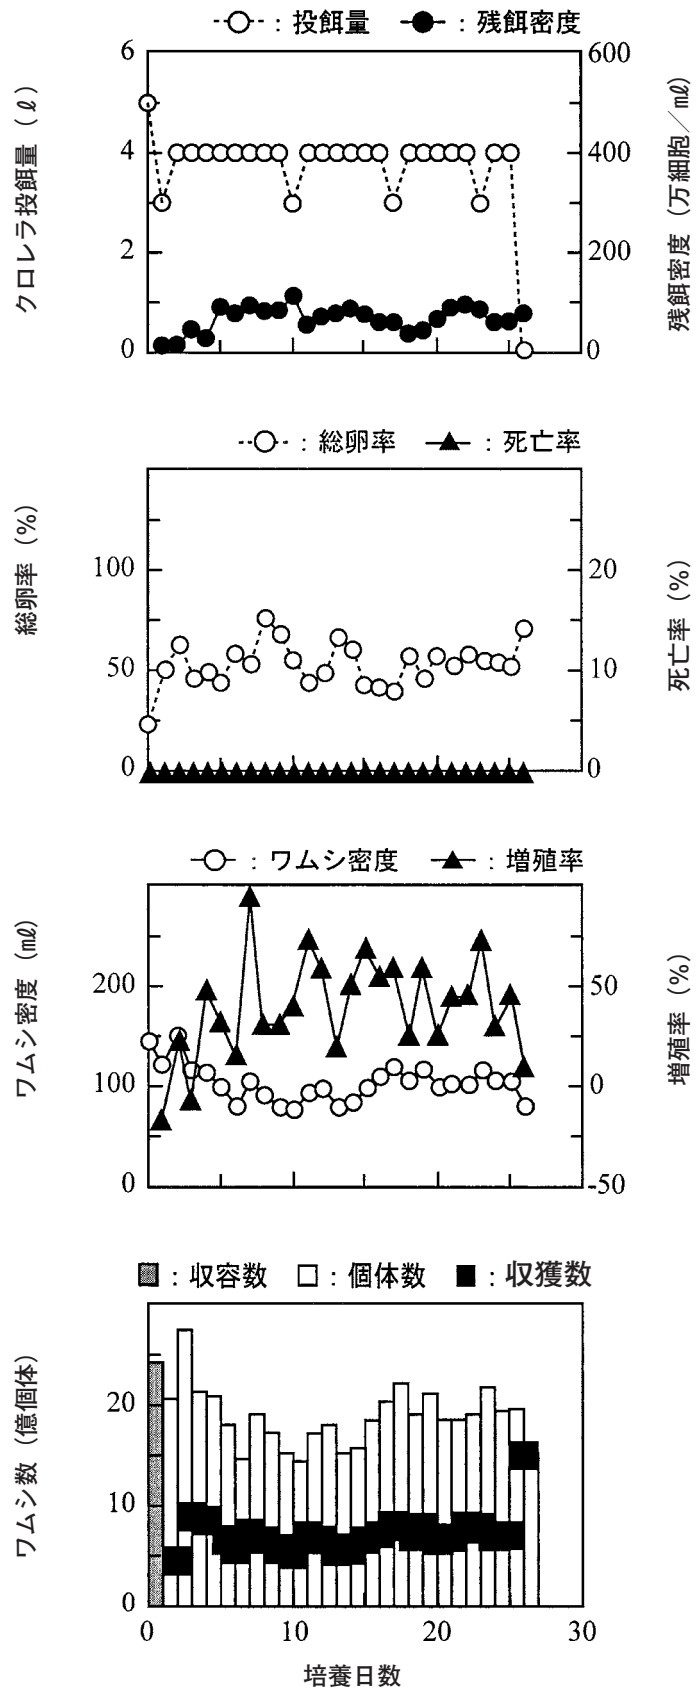 ：投餌量 ：残餌密度
6 600
4 400
2 200
0 0
クロレラ投餌量（ℓ）
残餌密度（万細胞／㎖）
：総卵率 ：死亡率
100 20
50 10
0 0
総卵率（%）
死亡率（%）
：ワムシ密度 ：増殖率
200 50
100 0
0 -50
ワムシ密度（㎖）
増殖率（%）
：収容数 ：個体数 ：収獲数
20
10
0
ワムシ数（億個体）
0 10 20 30
培養日数